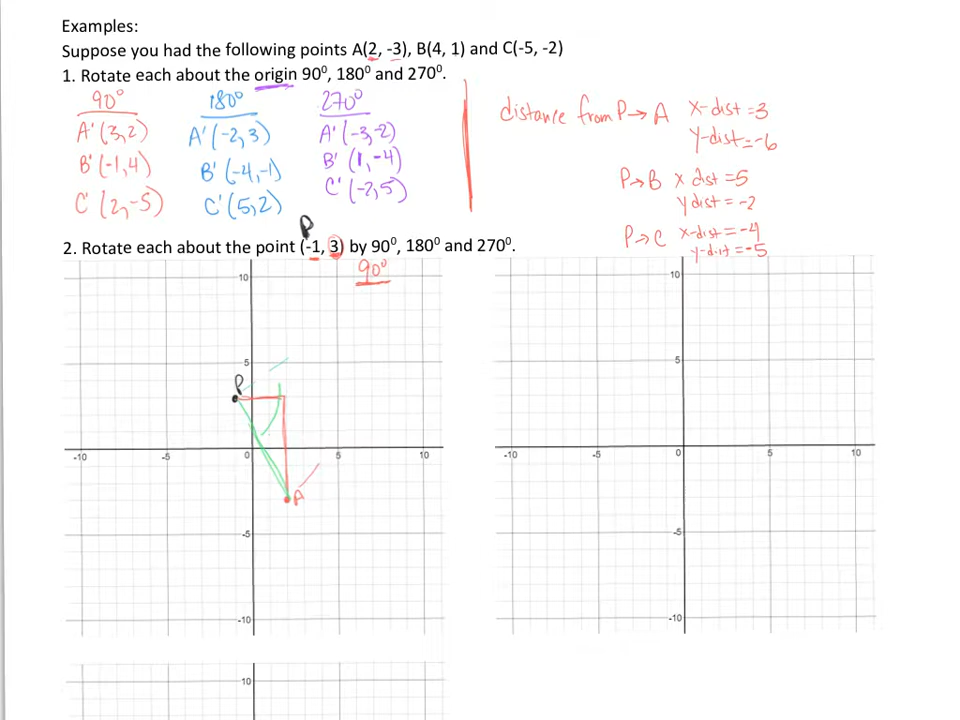 Examples:
Suppose you had the following points A(2, -3), B(4, 1) and C(-5, -2)
1. Rotate each about the origin 90⁰, 180⁰ and 270⁰.
90° 180° 270°
A'(3,2) A'(-2,3) A'(-3,-2)
B'(-1,4) B'(-4,-1) B'(1,-4)
C'(2,-5) C'(5,2) C'(-2,5)
distance from P→A x-dist =3
y-dist=-6
P→B x dist =5
y dist = -2
P→C x-dist = -4
y-dist = -5
P
2. Rotate each about the point (-1, 3) by 90⁰, 180⁰ and 270⁰.
90°
10
5
P
-10 -5 0 5 10
A
-5
-10
10
5
-10 -5 0 5 10
-5
-10
10